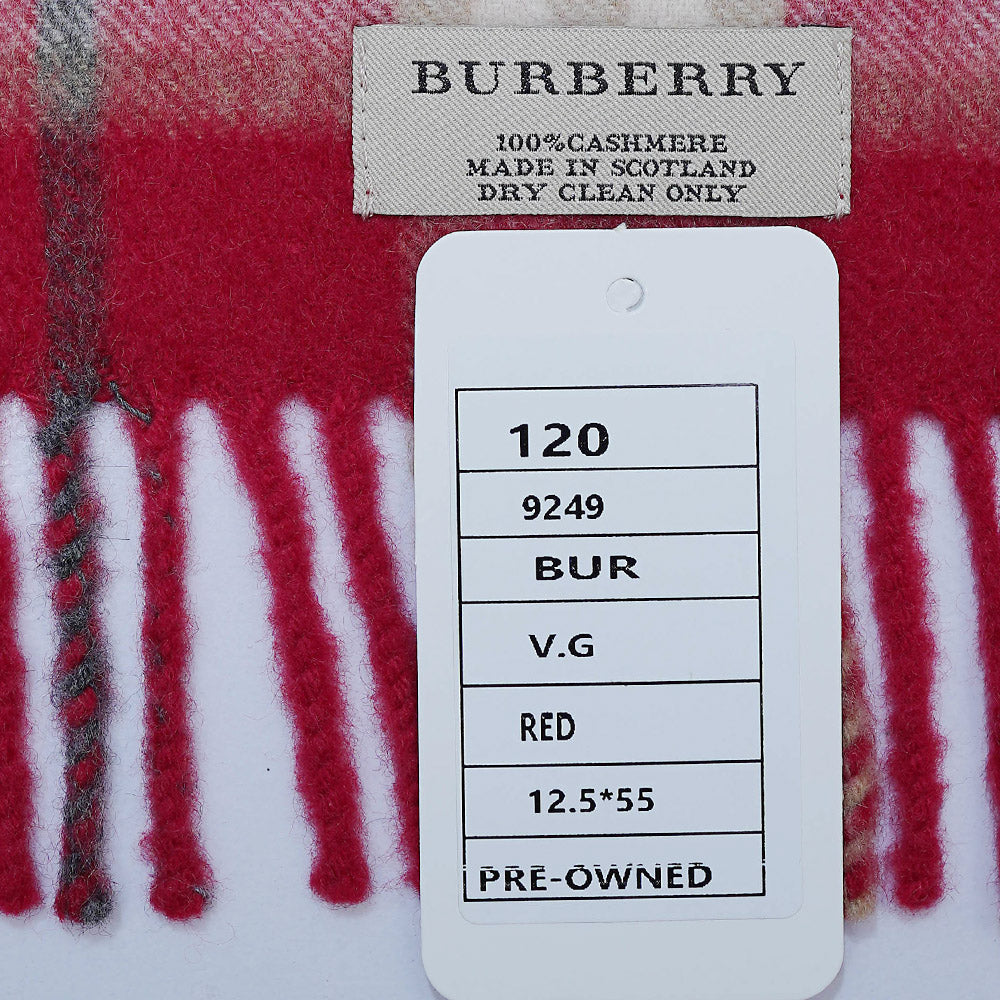 BURBERRY
100%CASHMERE
MADE IN SCOTLAND
DRY CLEAN ONLY
120
9249
BUR
V.G
RED
12.5*55
PRE-OWNED